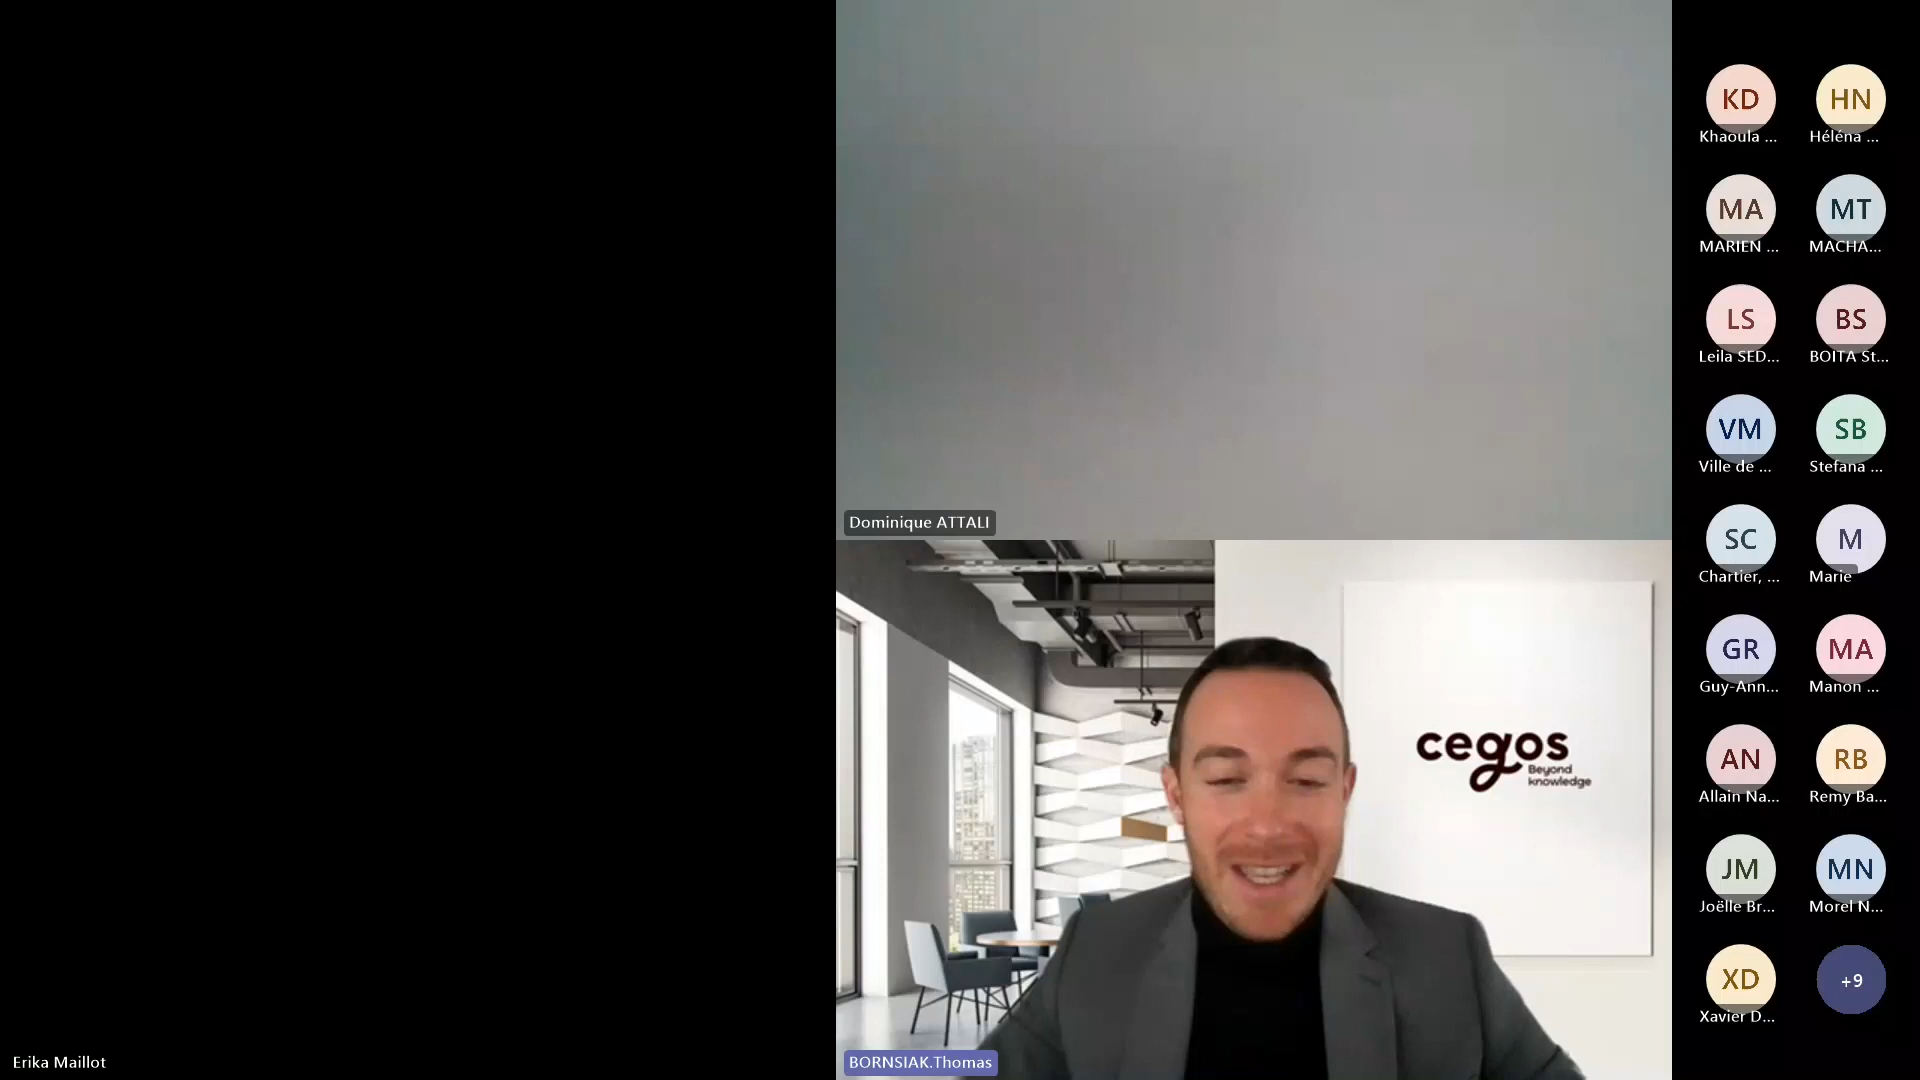 Erika Maillot
Dominique ATTALI
cegos
Beyond
knowledge
BORNSIAK.Thomas
KD
HN
Khaoula ...
Héléna ...
MA
MT
MARIEN ...
MACHA...
LS
BS
Leila SED...
BOITA St...
VM
SB
Ville de ...
Stefana ...
SC
M
Chartier, ...
Marie
GR
MA
Guy-Ann...
Manon ...
AN
RB
Allain Na...
Remy Ba...
JM
MN
Joëlle Br...
Morel N...
XD
+9
Xavier D...